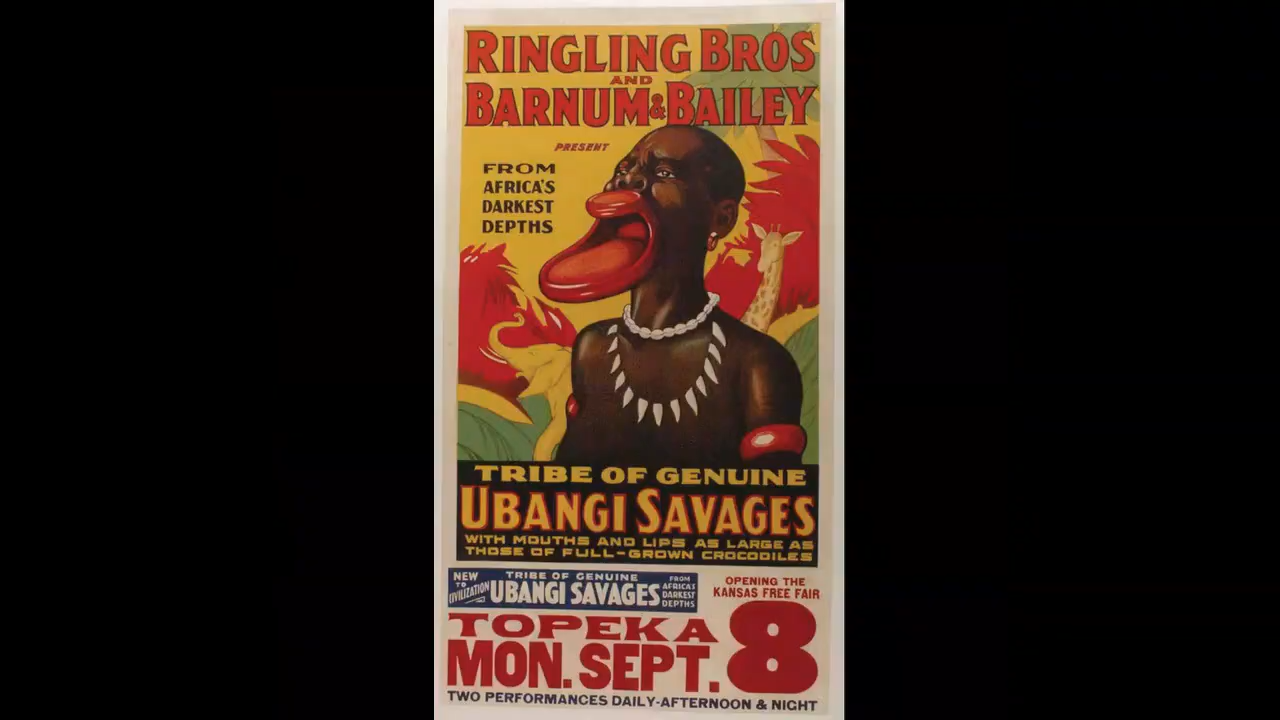 RINGLING BROS
AND
BARNUM & BAILEY
PRESENT
FROM
AFRICA'S
DARKEST
DEPTHS
TRIBE OF GENUINE
UBANGI SAVAGES
WITH MOUTHS AND LIPS AS LARGE AS
THOSE OF FULL-GROWN CROCODILES
NEW
TO
CIVILIZATION
TRIBE OF GENUINE
UBANGI SAVAGES
FROM
AFRICA'S
DARKEST
DEPTHS
OPENING THE
KANSAS FREE FAIR
TOPEKA
MON. SEPT. 8
TWO PERFORMANCES DAILY-AFTERNOON & NIGHT